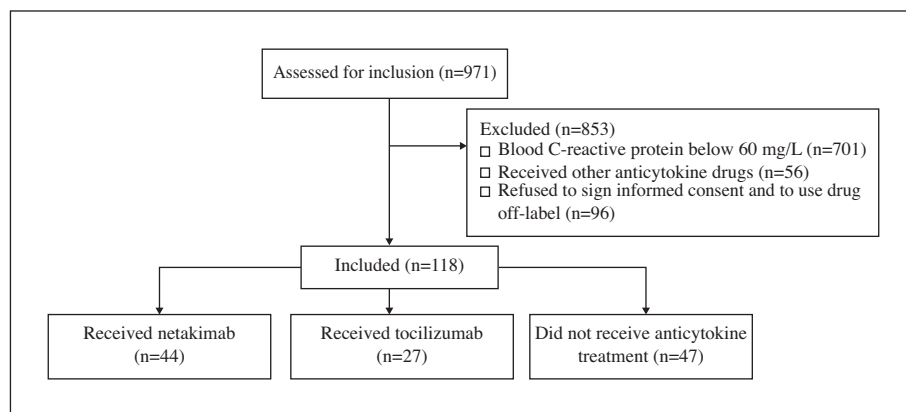 Assessed for inclusion (n=971)
Excluded (n=853)
□ Blood C-reactive protein below 60 mg/L (n=701)
□ Received other anticytokine drugs (n=56)
□ Refused to sign informed consent and to use drug
off-label (n=96)
Included (n=118)
Received netakimab
(n=44)
Received tocilizumab
(n=27)
Did not receive anticytokine
treatment (n=47)